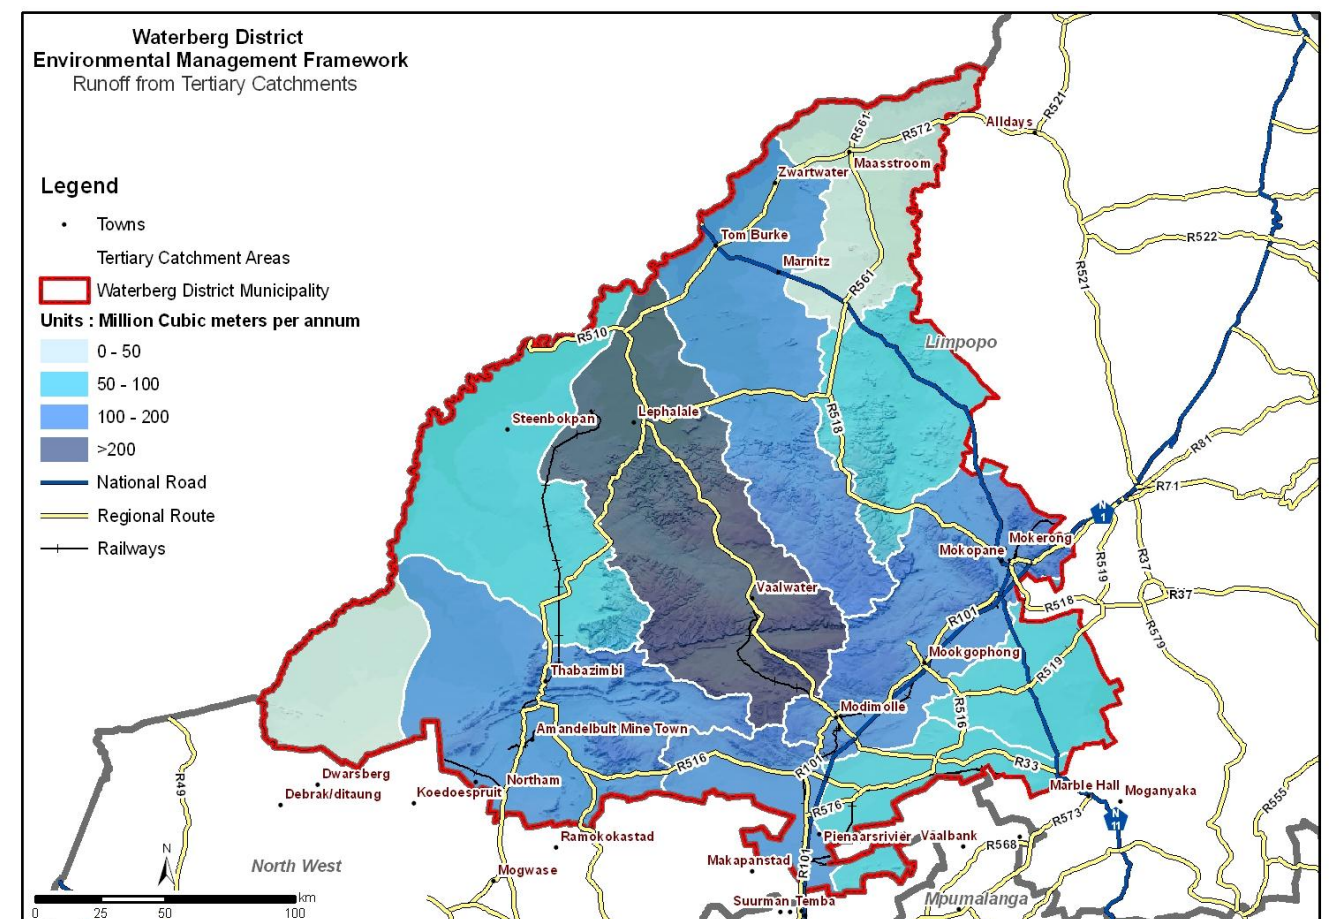 Waterberg District
Environmental Management Framework
Runoff from Tertiary Catchments
Legend
Towns
Tertiary Catchment Areas
Waterberg District Municipality
Units : Million Cubic meters per annum
0 - 50
50 - 100
100 - 200
>200
National Road
Regional Route
Railways
R521
Alldays
R561
R572
Maasstroom
Zwartwater
Tom Burke
Marnitz
R522
R521
R561
R510
Limpopo
Steenbokpan
Lephalale
R518
R81
R71
N
1
Mokerong
Mokopane
R519
R37
Vaalwater
R518
R37
R101
R579
Mookgophong
R519
Thabazimbi
R516
Modimolle
Amandelbult Mine Town
R516
R101
R33
Dwarsberg
Northam
Marble Hall
Debrak/ditaung
Koedoespruit
Moganyaka
R49
R576
R573
N
11
R555
Ramokokastad
Pienaarsrivier
Vaalbank
R568
North West
Makapanstad
R101
Mogwase
N
Suurman
Temba
Mpumalanga
km
0
25
50
100